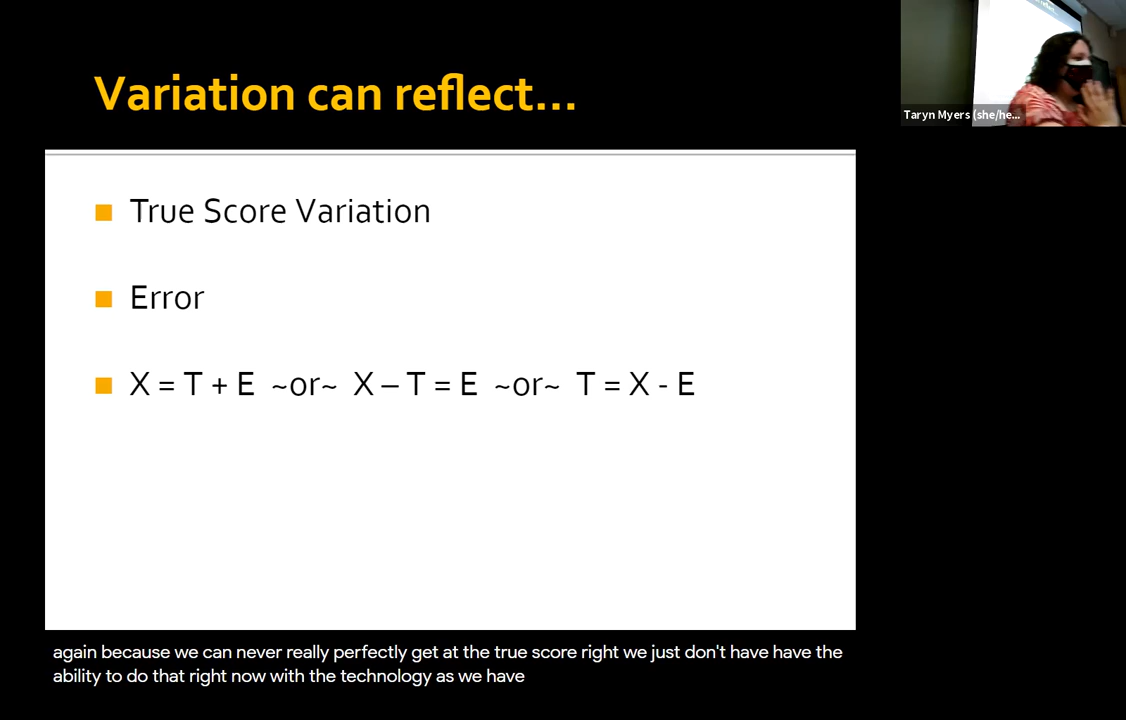 Variation can reflect...
Taryn Myers (she/he...
True Score Variation
Error
X = T + E ~or~ X – T = E ~or~ T = X - E
again because we can never really perfectly get at the true score right we just don't have have the
ability to do that right now with the technology as we have